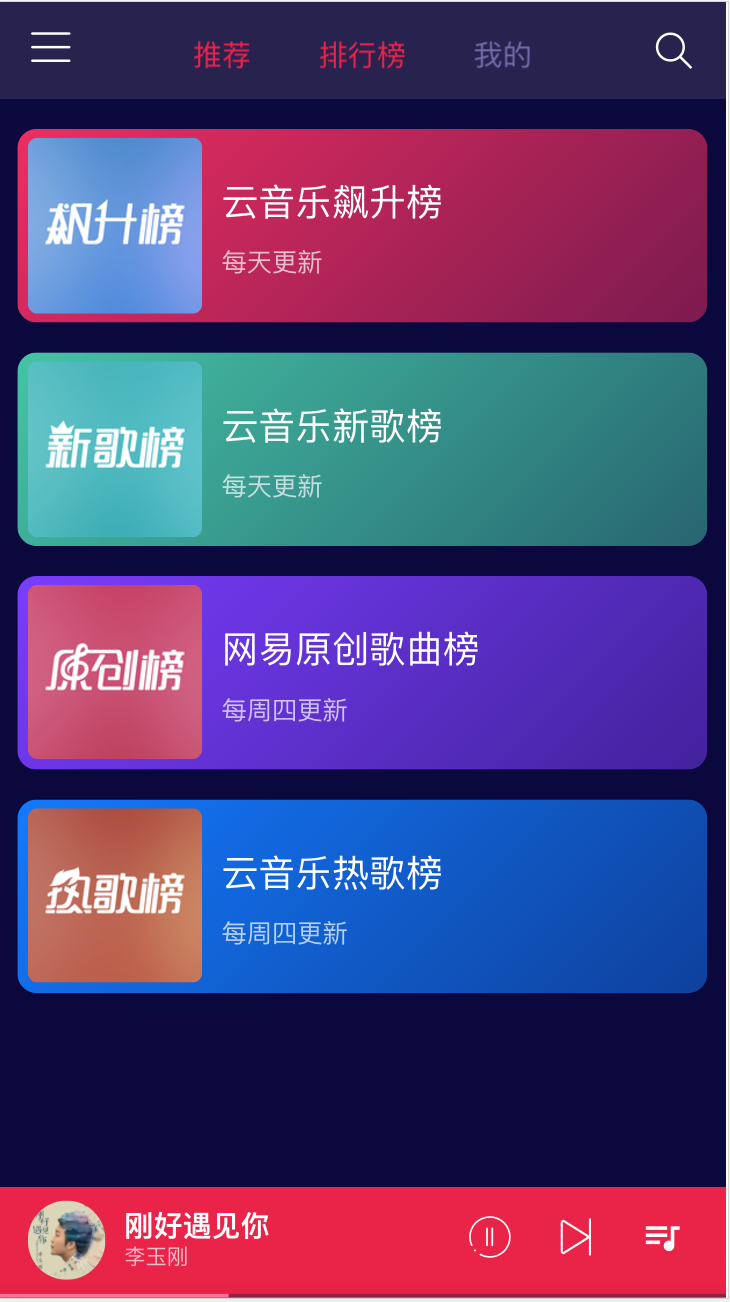 推荐 排行榜 我的
飙升榜
云音乐飙升榜
每天更新
新歌榜
云音乐新歌榜
每天更新
原创榜
网易原创歌曲榜
每周四更新
热歌榜
云音乐热歌榜
每周四更新
刚好遇见你
李玉刚